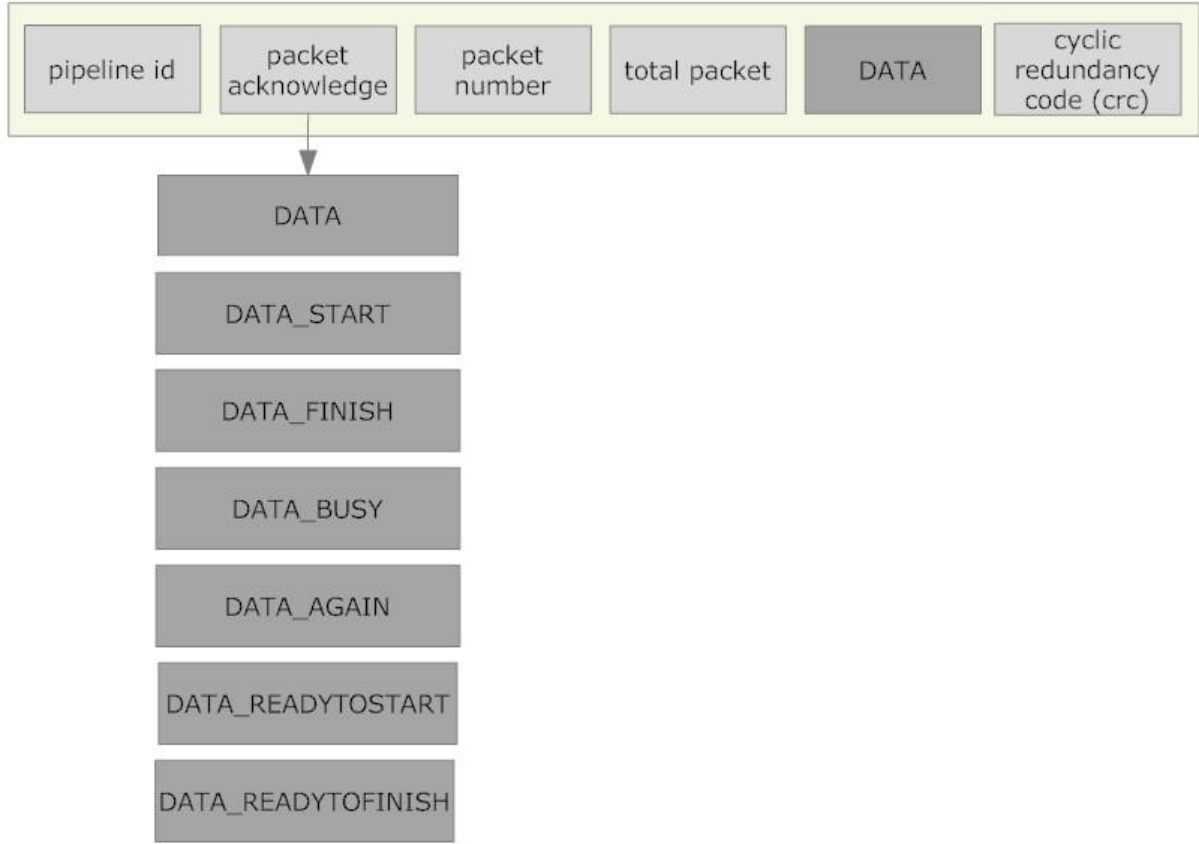 pipeline id
packet
acknowledge
packet
number
total packet
DATA
cyclic
redundancy
code (crc)
DATA
DATA_START
DATA_FINISH
DATA_BUSY
DATA_AGAIN
DATA_READYTOSTART
DATA_READYTOFINISH